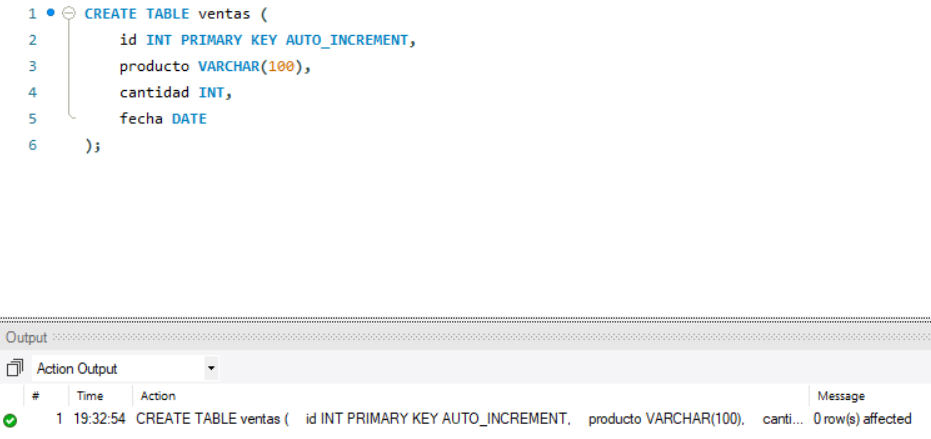 1 CREATE TABLE ventas (
2 id INT PRIMARY KEY AUTO_INCREMENT,
3 producto VARCHAR(100),
4 cantidad INT,
5 fecha DATE
6 );
Output
Action Output
# Time Action Message
1 19:32:54 CREATE TABLE ventas ( id INT PRIMARY KEY AUTO_INCREMENT, producto VARCHAR(100), canti... 0 row(s) affected